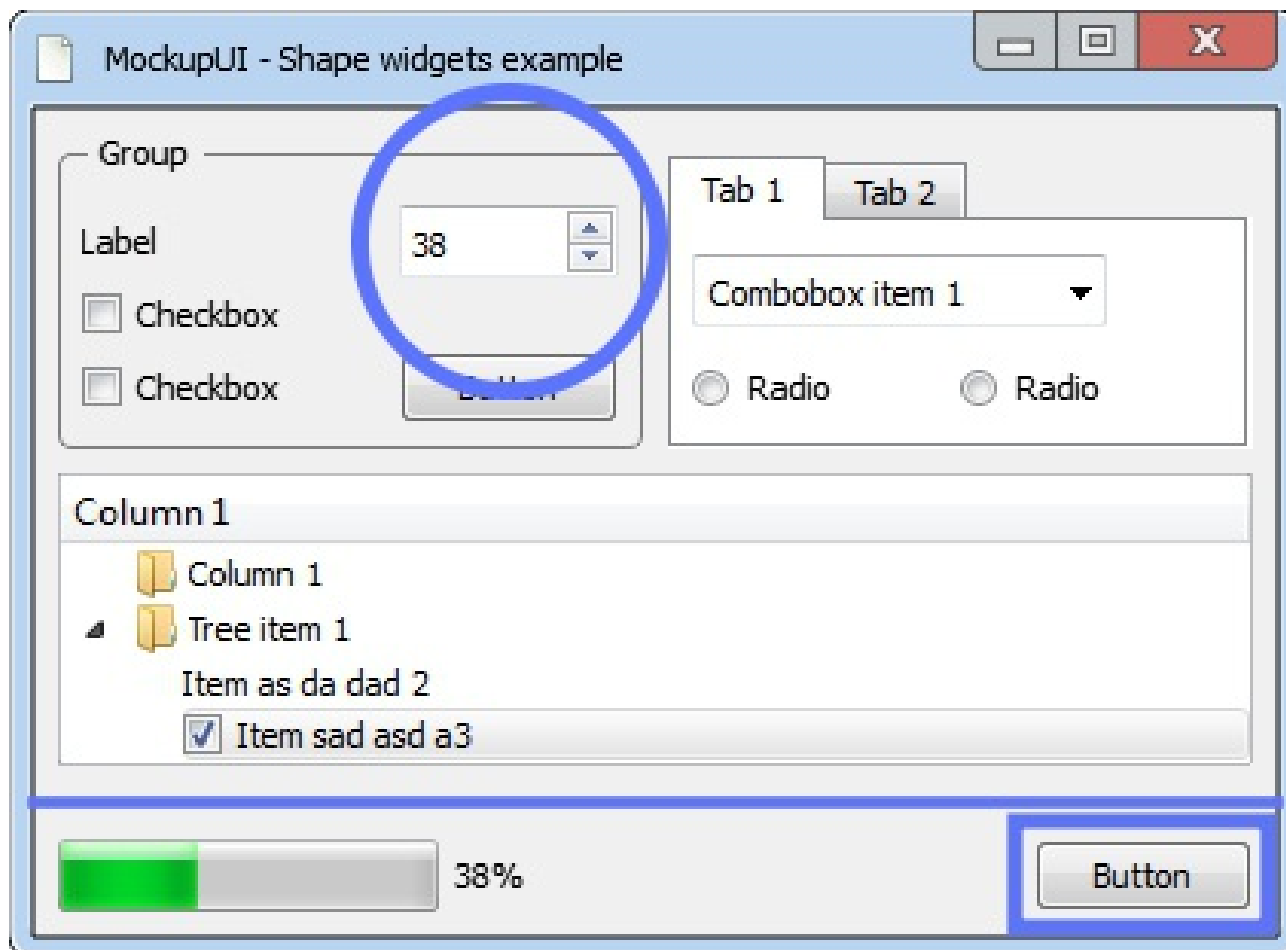 MockupUI - Shape widgets example
Group
Label
38
Checkbox
Checkbox
Button
Tab 1
Tab 2
Combobox item 1
Radio
Radio
Column 1
Column 1
Tree item 1
Item as da dad 2
Item sad asd a3
38%
Button